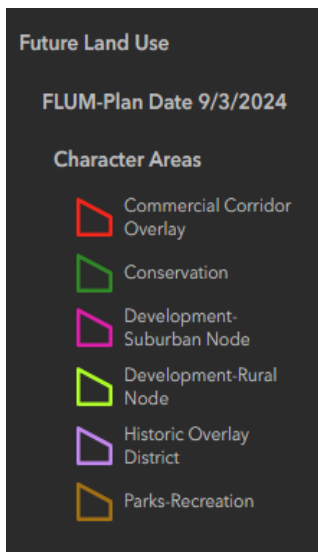 Future Land Use
FLUM-Plan Date 9/3/2024
Character Areas
Commercial Corridor
Overlay
Conservation
Development-
Suburban Node
Development-Rural
Node
Historic Overlay
District
Parks-Recreation